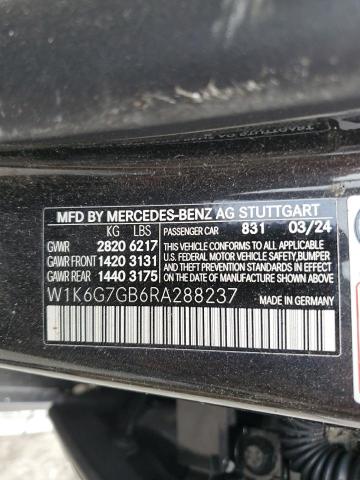 MFD BY MERCEDES-BENZ AG STUTTGART
KG LBS PASSENGER CAR 831 03/24
GVWR 2820 6217
GAWR FRONT 1420 3131
GAWR REAR 1440 3175
THIS VEHICLE CONFORMS TO ALL
APPLICABLE U.S. FEDERAL MOTOR
VEHICLE SAFETY, BUMPER, AND
THEFT PREVENTION STANDARDS
IN EFFECT ON THE DATE OF
MANUFACTURE SHOWN ABOVE.
W1K6G7GB6RA288237
MADE IN GERMANY